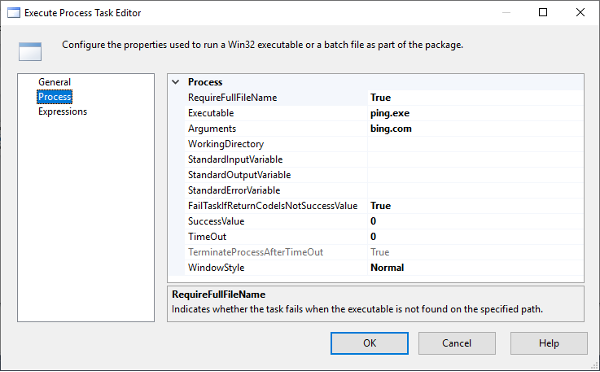 Execute Process Task Editor
Configure the properties used to run a Win32 executable or a batch file as part of the package.
General
Process
Expressions
Process
RequireFullFileName True
Executable ping.exe
Arguments bing.com
WorkingDirectory
StandardInputVariable
StandardOutputVariable
StandardErrorVariable
FailTaskIfReturnCodeIsNotSuccessValue True
SuccessValue 0
TimeOut 0
TerminateProcessAfterTimeOut True
WindowStyle Normal
RequireFullFileName
Indicates whether the task fails when the executable is not found on the specified path.
OK Cancel Help